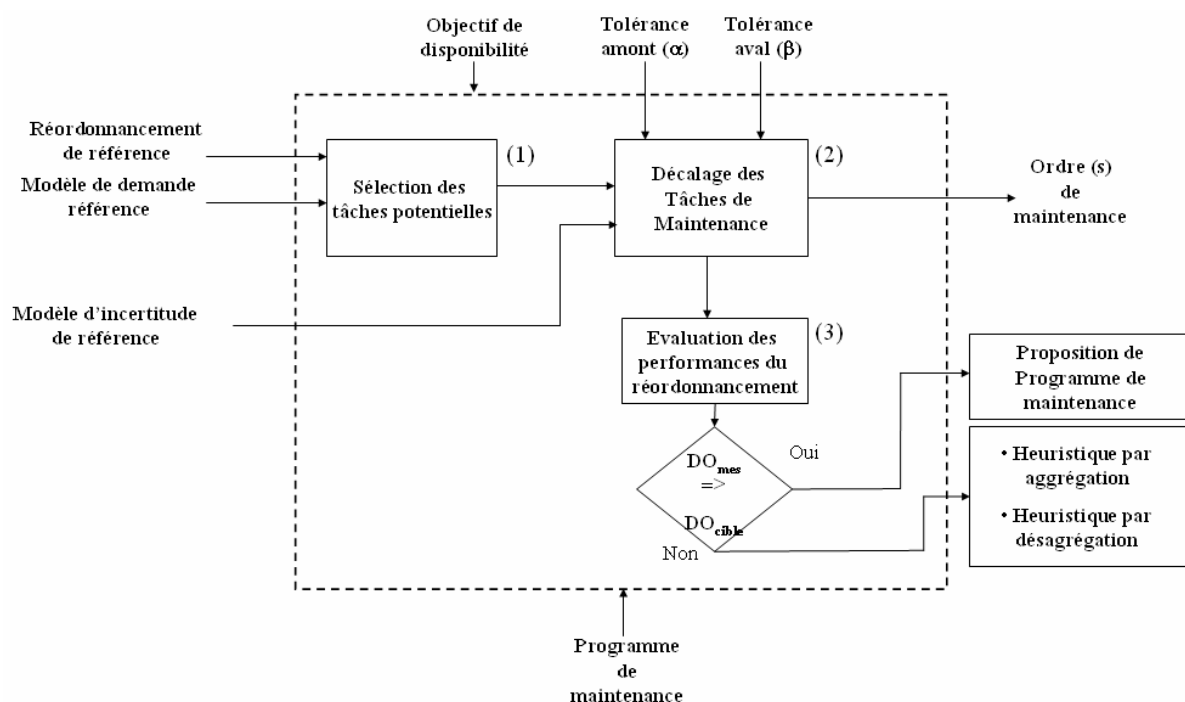 Objectif de
disponibilité
Tolérance
amont (α)
Tolérance
aval (β)
Réordonnancement
de référence
Modèle de demande
référence
Modèle d'incertitude
de référence
(1)
Sélection des
tâches potentielles
(2)
Décalage des
Tâches de
Maintenance
Ordre (s)
de
maintenance
(3)
Evaluation des
performances du
réordonnancement
DOmes
=>
DOcible
Oui
Non
Proposition de
Programme de
maintenance
• Heuristique par
aggrégation
• Heuristique par
désagrégation
Programme
de
maintenance